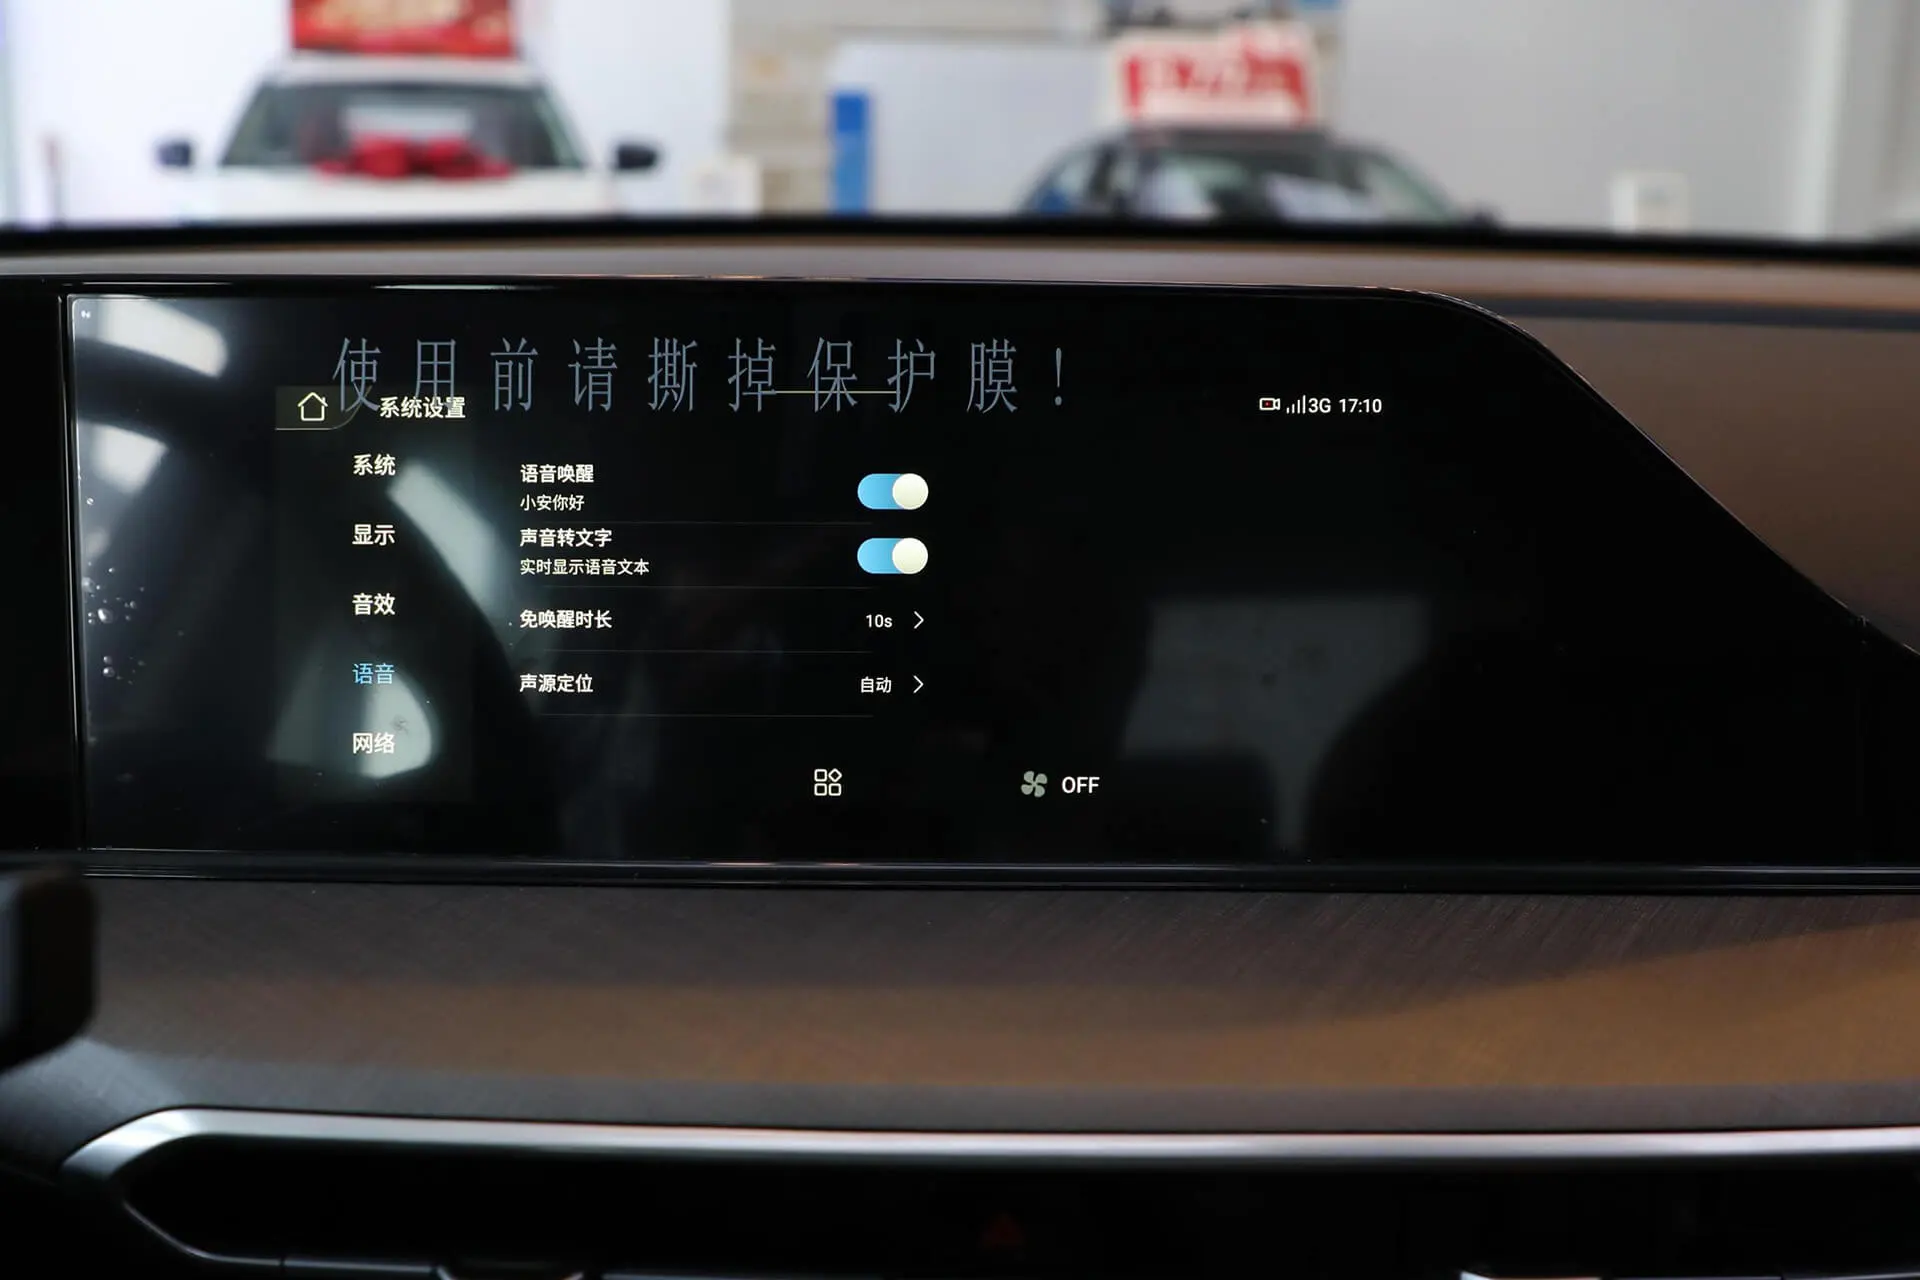 使用前请撕掉保护膜！
系统设置
3G 17:10
系统
显示
音效
语音
网络
语音唤醒
小安你好
声音转文字
实时显示语音文本
免唤醒时长 10s
声源定位 自动
OFF